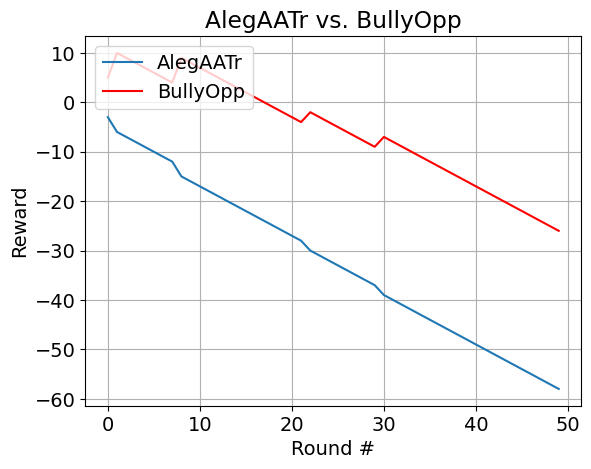 AlegAATr vs. BullyOpp
AlegAATr
BullyOpp
10
0
−10
−20
−30
−40
−50
−60
Reward
0 10 20 30 40 50
Round #